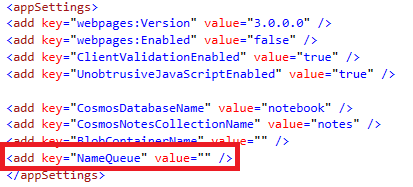 <appSettings>
<add key="webpages:Version" value="3.0.0.0" />
<add key="webpages:Enabled" value="false" />
<add key="ClientValidationEnabled" value="true" />
<add key="UnobtrusiveJavaScriptEnabled" value="true" />
<add key="CosmosDatabaseName" value="notebook" />
<add key="CosmosNotesCollectionName" value="notes" />
<add key="BlobContainerName" value="" />
<add key="NameQueue" value="" />
</appSettings>